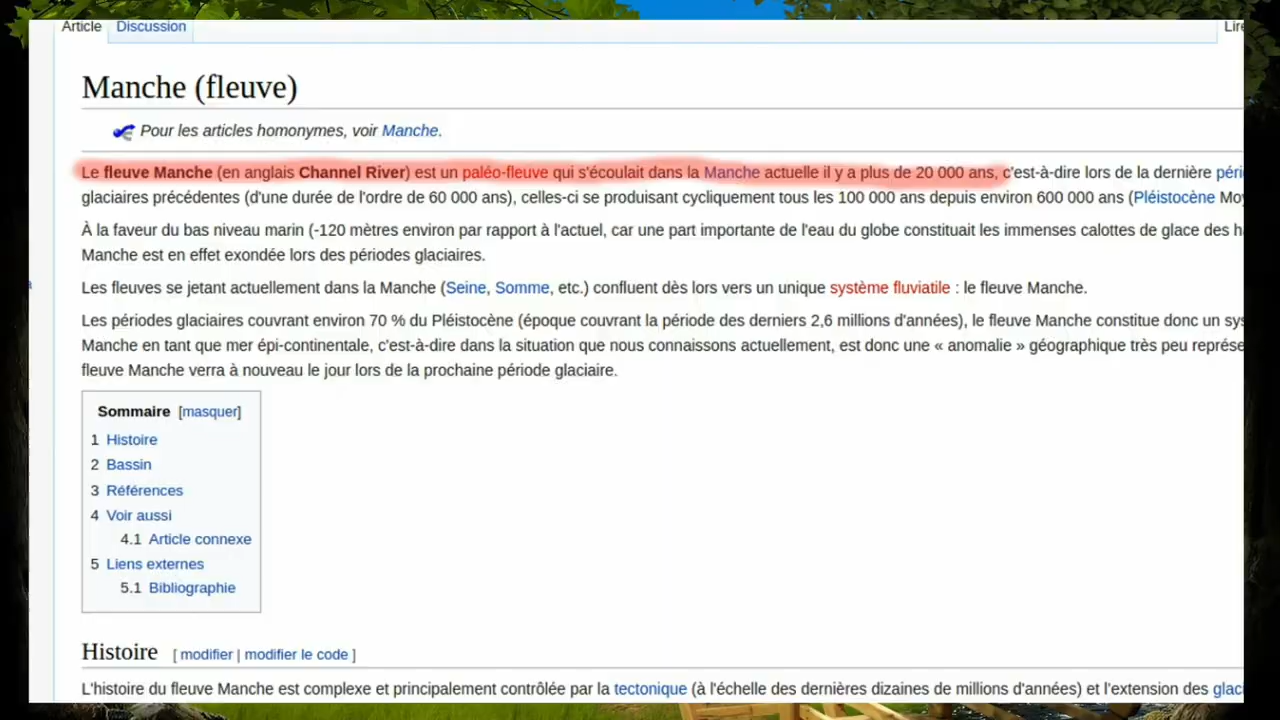 Article Discussion Lire
Manche (fleuve)
Pour les articles homonymes, voir Manche.
Le fleuve Manche (en anglais Channel River) est un paléo-fleuve qui s'écoulait dans la Manche actuelle il y a plus de 20 000 ans, c'est-à-dire lors de la dernière
glaciaires précédentes (d'une durée de l'ordre de 60 000 ans), celles-ci se produisant cycliquement tous les 100 000 ans depuis environ 600 000 ans (Pléistocène
À la faveur du bas niveau marin (-120 mètres environ par rapport à l'actuel, car une part importante de l'eau du globe constituait les immenses calottes de glace des
Manche est en effet exondée lors des périodes glaciaires.
Les fleuves se jetant actuellement dans la Manche (Seine, Somme, etc.) confluent dès lors vers un unique système fluviatile : le fleuve Manche.
Les périodes glaciaires couvrant environ 70 % du Pléistocène (époque couvrant la période des derniers 2,6 millions d'années), le fleuve Manche constitue donc un
Manche en tant que mer épi-continentale, c'est-à-dire dans la situation que nous connaissons actuellement, est donc une « anomalie » géographique très peu
fleuve Manche verra à nouveau le jour lors de la prochaine période glaciaire.
Sommaire [masquer]
1 Histoire
2 Bassin
3 Références
4 Voir aussi
4.1 Article connexe
5 Liens externes
5.1 Bibliographie
Histoire [ modifier | modifier le code ]
L'histoire du fleuve Manche est complexe et principalement contrôlée par la tectonique (à l'échelle des dernières dizaines de millions d'années) et l'extension des